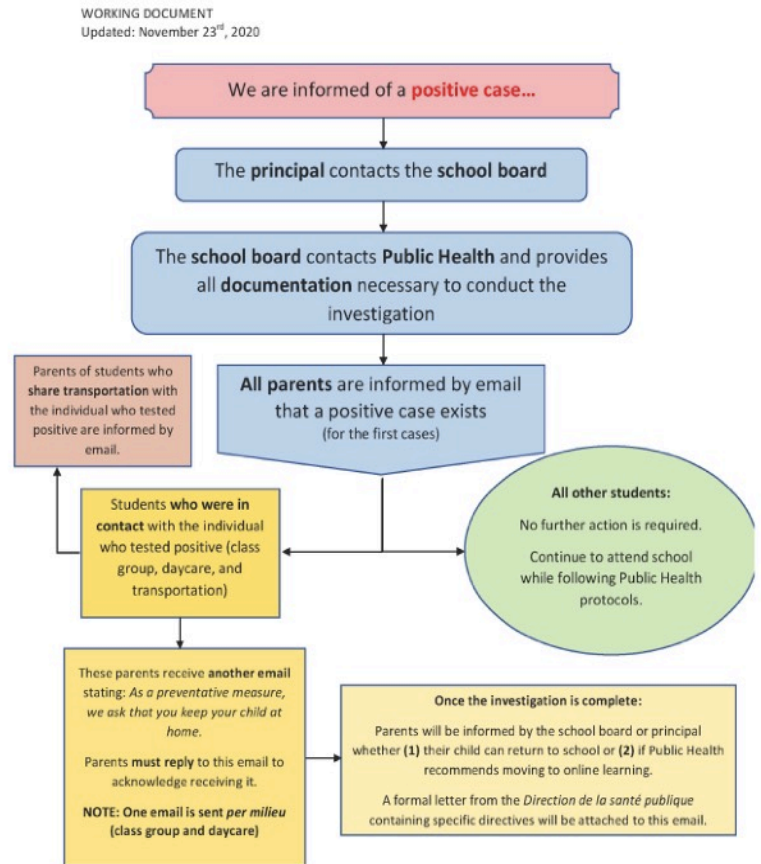 WORKING DOCUMENT
Updated: November 23rd, 2020
We are informed of a positive case...
The principal contacts the school board
The school board contacts Public Health and provides
all documentation necessary to conduct the
investigation
All parents are informed by email
that a positive case exists
(for the first cases)
Parents of students who
share transportation with
the individual who tested
positive are informed by
email.
Students who were in
contact with the individual
who tested positive (class
group, daycare, and
transportation)
All other students:
No further action is required.
Continue to attend school
while following Public Health
protocols.
These parents receive another email
stating: As a preventative measure,
we ask that you keep your child at
home.
Parents must reply to this email to
acknowledge receiving it.
NOTE: One email is sent per milieu
(class group and daycare)
Once the investigation is complete:
Parents will be informed by the school board or principal
whether (1) their child can return to school or (2) if Public Health
recommends moving to online learning.
A formal letter from the Direction de la santé publique
containing specific directives will be attached to this email.